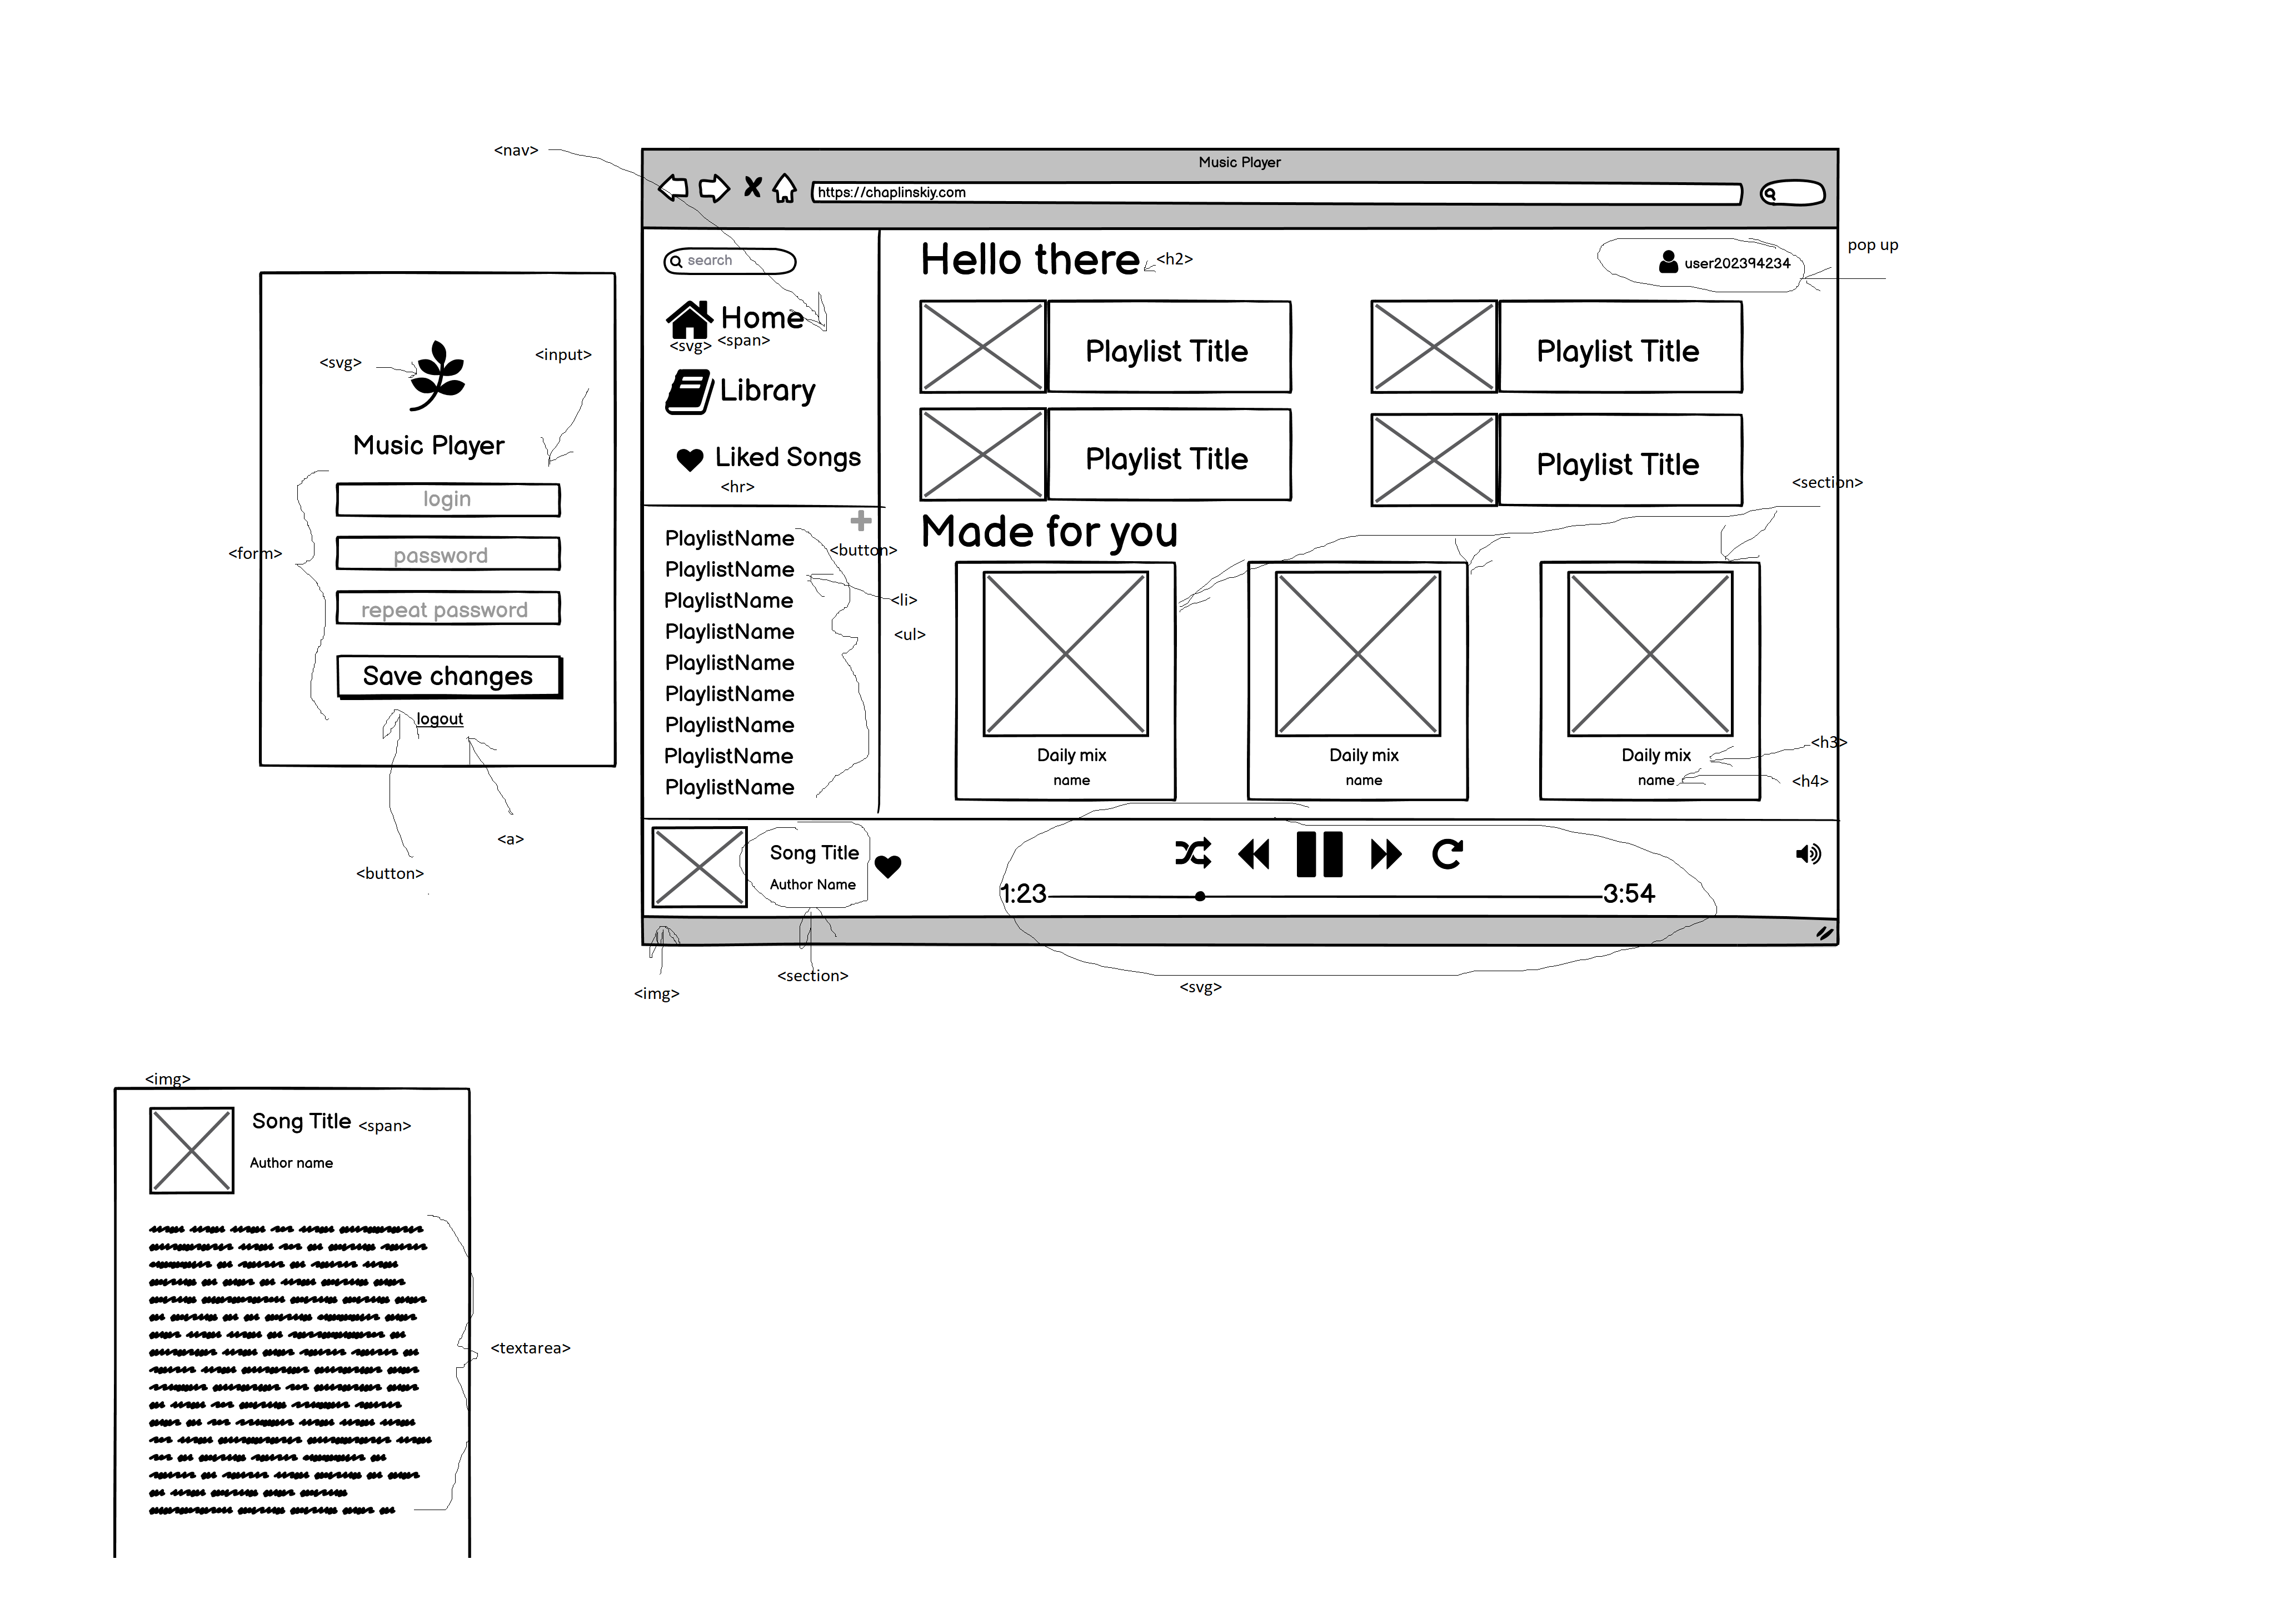 <nav>
Music Player
https://chaplinskiy.com
search
Hello there
<h2>
user202394234
pop up
Home
<svg>
<span>
Library
Liked Songs
<hr>
Playlist Title
Playlist Title
Playlist Title
Playlist Title
<section>
Made for you
PlaylistName
<button>
PlaylistName
PlaylistName
<li>
PlaylistName
<ul>
PlaylistName
PlaylistName
PlaylistName
PlaylistName
PlaylistName
Daily mix
name
Daily mix
name
Daily mix
name
<h3>
<h4>
Song Title
Author Name
1:23
3:54
<img>
<section>
<svg>
<svg>
<input>
Music Player
<form>
login
password
repeat password
Save changes
logout
<a>
<button>
<img>
Song Title
<span>
Author name
<textarea>